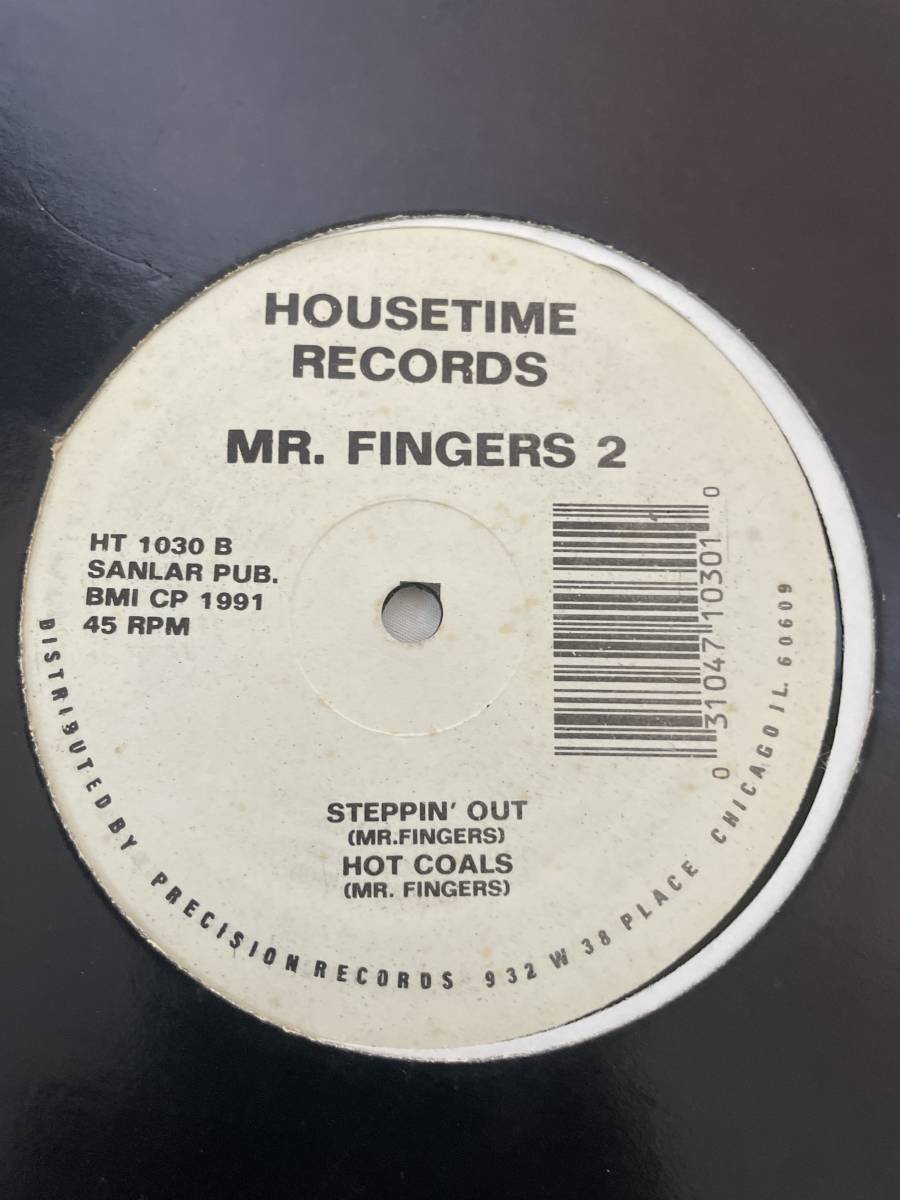 HOUSETIME
RECORDS
MR. FINGERS 2
HT 1030 B
SANLAR PUB.
BMI CP 1991
45 RPM
0 31047 10301 0
STEPPIN' OUT
(MR.FINGERS)
HOT COALS
(MR. FINGERS)
DISTRIBUTED BY PRECISION RECORDS 932 W 38 PLACE CHICAGO IL. 60609